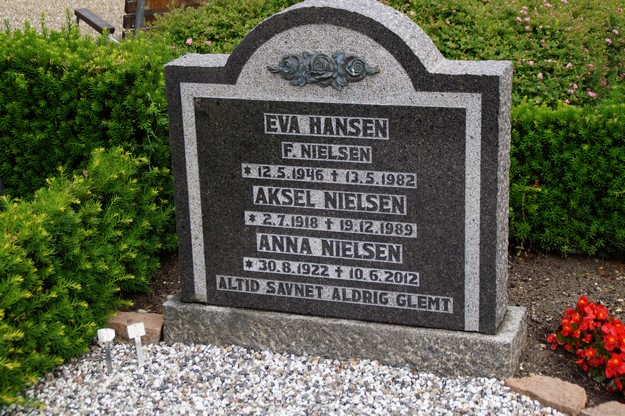 EVA HANSEN
F. NIELSEN
* 12.5.1946 † 13.5.1982
AKSEL NIELSEN
* 2.7.1918 † 19.12.1989
ANNA NIELSEN
* 30.8.1922 † 10.6.2012
ALTID SAVNET ALDRIG GLEMT